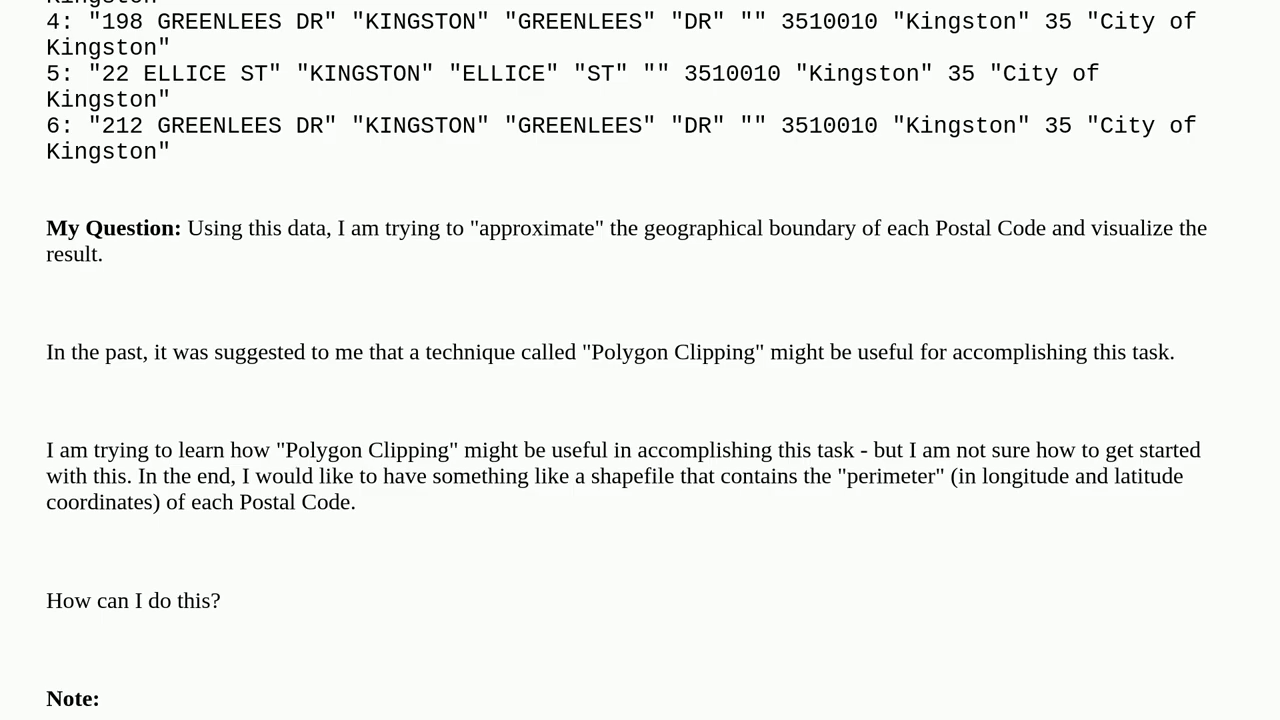 4: "198 GREENLEES DR" "KINGSTON" "GREENLEES" "DR" "" 3510010 "Kingston" 35 "City of
Kingston"
5: "22 ELLICE ST" "KINGSTON" "ELLICE" "ST" "" 3510010 "Kingston" 35 "City of
Kingston"
6: "212 GREENLEES DR" "KINGSTON" "GREENLEES" "DR" "" 3510010 "Kingston" 35 "City of
Kingston"
My Question: Using this data, I am trying to "approximate" the geographical boundary of each Postal Code and visualize the
result.
In the past, it was suggested to me that a technique called "Polygon Clipping" might be useful for accomplishing this task.
I am trying to learn how "Polygon Clipping" might be useful in accomplishing this task - but I am not sure how to get started
with this. In the end, I would like to have something like a shapefile that contains the "perimeter" (in longitude and latitude
coordinates) of each Postal Code.
How can I do this?
Note: